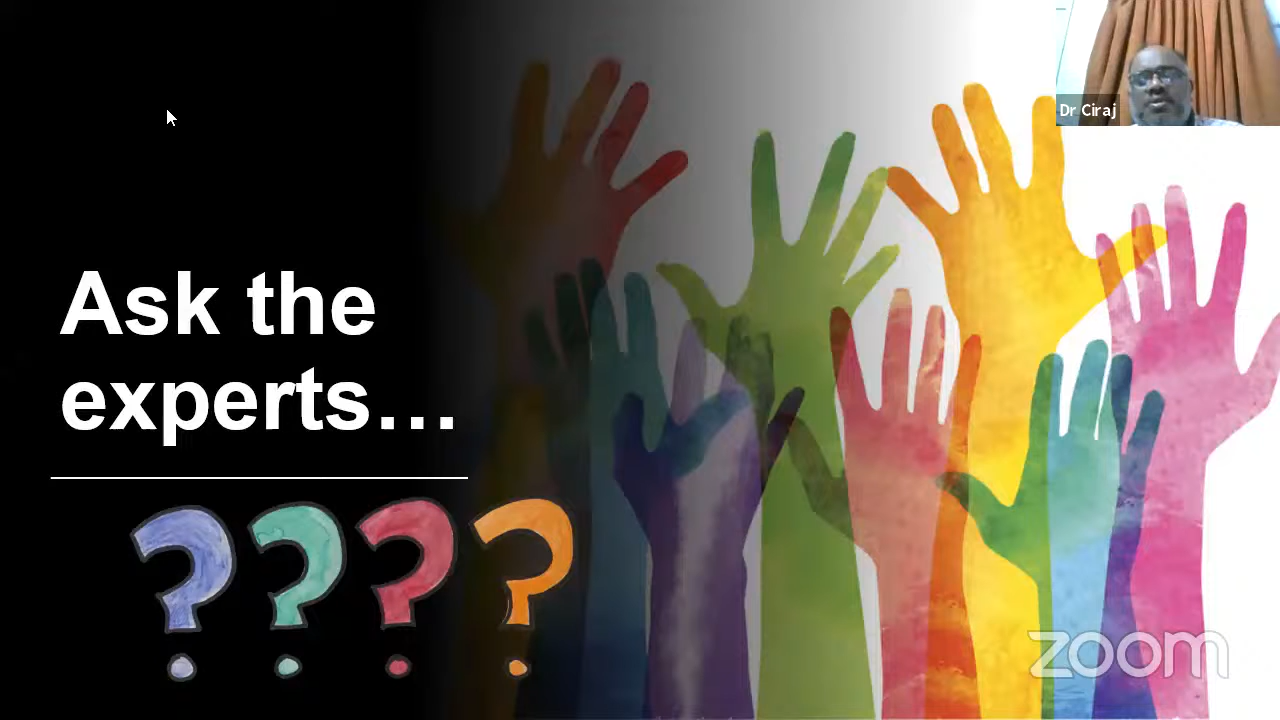 Ask the
experts…
????
Dr Ciraj
zoom